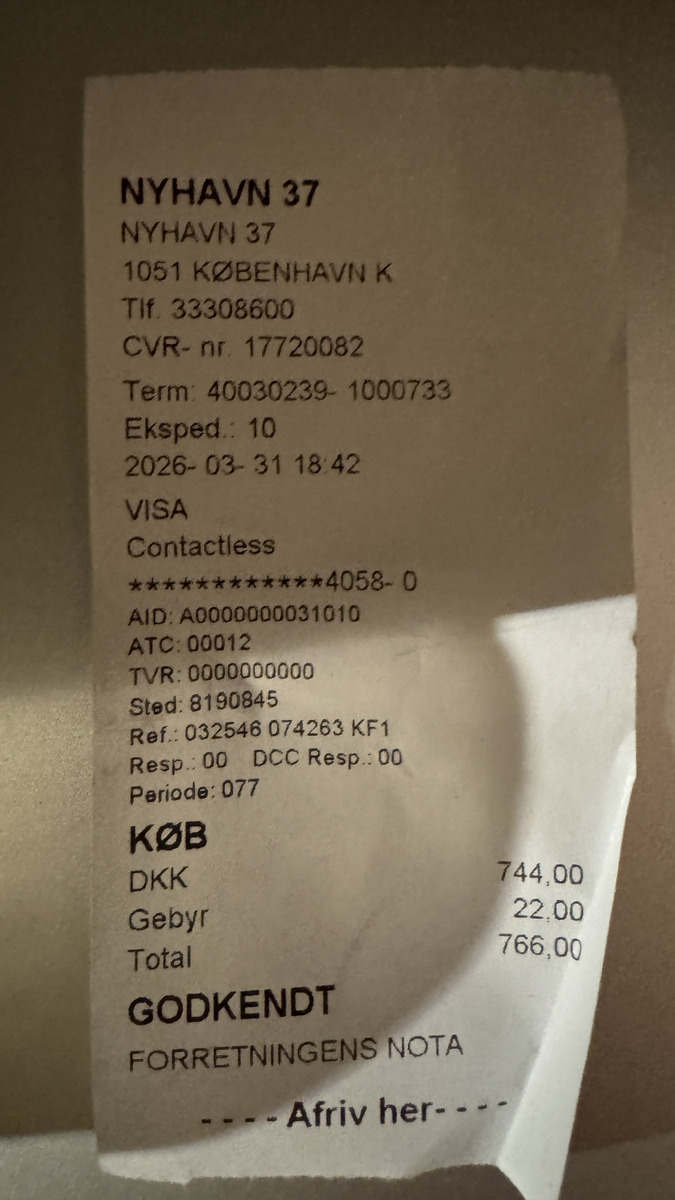 NYHAVN 37
NYHAVN 37
1051 KØBENHAVN K
Tlf. 33308600
CVR- nr. 17720082
Term: 40030239- 1000733
Eksped.: 10
2026- 03- 31 18:42
VISA
Contactless
************4058- 0
AID: A0000000031010
ATC: 00012
TVR: 0000000000
Sted: 8190845
Ref.: 032546 074263 KF1
Resp.: 00 DCC Resp.: 00
Periode: 077
KØB
DKK 744,00
Gebyr 22,00
Total 766,00
GODKENDT
FORRETNINGENS NOTA
- - - - Afriv her- - - -